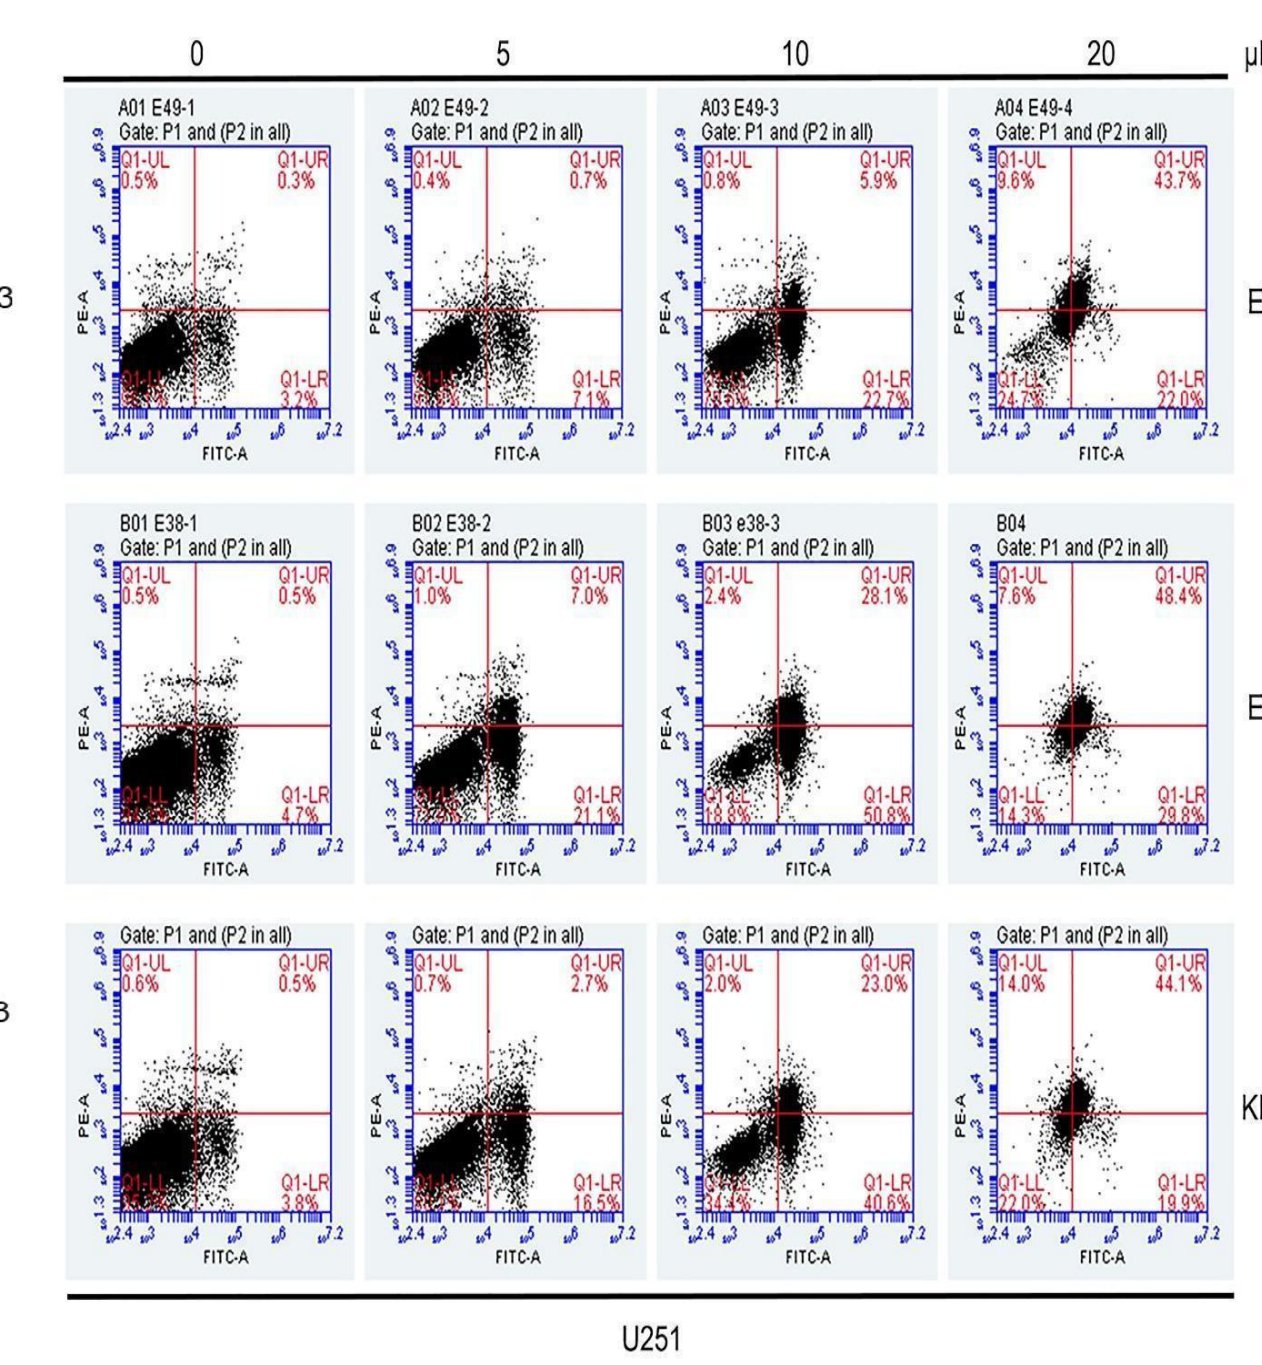 0 5 10 20 µ
A01 E49-1
Gate: P1 and (P2 in all)
Q1-UL Q1-UR
0.5% 0.3%
Q1-LL Q1-LR
3.2%
PE-A
FITC-A
A02 E49-2
Gate: P1 and (P2 in all)
Q1-UL Q1-UR
0.4% 0.7%
Q1-LR
7.1%
PE-A
FITC-A
A03 E49-3
Gate: P1 and (P2 in all)
Q1-UL Q1-UR
0.8% 5.9%
Q1-LR
22.7%
PE-A
FITC-A
A04 E49-4
Gate: P1 and (P2 in all)
Q1-UL Q1-UR
9.6% 43.7%
Q1-LL Q1-LR
24.7% 22.0%
PE-A
FITC-A
3
E
B01 E38-1
Gate: P1 and (P2 in all)
Q1-UL Q1-UR
0.5% 0.5%
Q1-LL Q1-LR
4.7%
PE-A
FITC-A
B02 E38-2
Gate: P1 and (P2 in all)
Q1-UL Q1-UR
1.0% 7.0%
Q1-LL Q1-LR
21.1%
PE-A
FITC-A
B03 e38-3
Gate: P1 and (P2 in all)
Q1-UL Q1-UR
2.4% 28.1%
Q1-LL Q1-LR
18.8% 50.8%
PE-A
FITC-A
B04
Gate: P1 and (P2 in all)
Q1-UL Q1-UR
7.6% 48.4%
Q1-LL Q1-LR
14.3% 29.8%
PE-A
FITC-A
E
Gate: P1 and (P2 in all)
Q1-UL Q1-UR
0.6% 0.5%
Q1-LL Q1-LR
3.8%
PE-A
FITC-A
Gate: P1 and (P2 in all)
Q1-UL Q1-UR
0.7% 2.7%
Q1-LL Q1-LR
16.5%
PE-A
FITC-A
Gate: P1 and (P2 in all)
Q1-UL Q1-UR
2.0% 23.0%
Q1-LL Q1-LR
34.4% 40.6%
PE-A
FITC-A
Gate: P1 and (P2 in all)
Q1-UL Q1-UR
14.0% 44.1%
Q1-LL Q1-LR
22.0% 19.9%
PE-A
FITC-A
3
K
U251